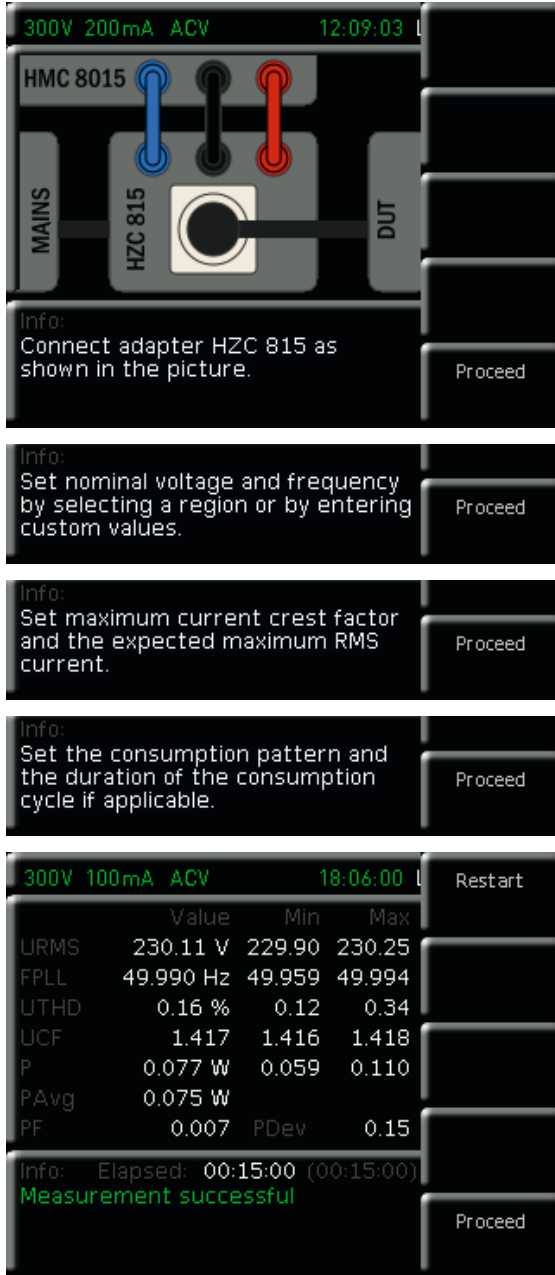 300V 200mA ACV 12:09:03 L
HMC 8015
MAINS
HZC 815
DUT
Info:
Connect adapter HZC 815 as
shown in the picture.
Proceed
Info:
Set nominal voltage and frequency
by selecting a region or by entering
custom values.
Proceed
Info:
Set maximum current crest factor
and the expected maximum RMS
current.
Proceed
Info:
Set the consumption pattern and
the duration of the consumption
cycle if applicable.
Proceed
300V 100mA ACV 18:06:00 L
Restart
Value Min Max
URMS 230.11 V 229.90 230.25
FPLL 49.990 Hz 49.959 49.994
UTHD 0.16 % 0.12 0.34
UCF 1.417 1.416 1.418
P 0.077 W 0.059 0.110
PAvg 0.075 W
PF 0.007 PDev 0.15
Info: Elapsed: 00:15:00 (00:15:00)
Measurement successful
Proceed